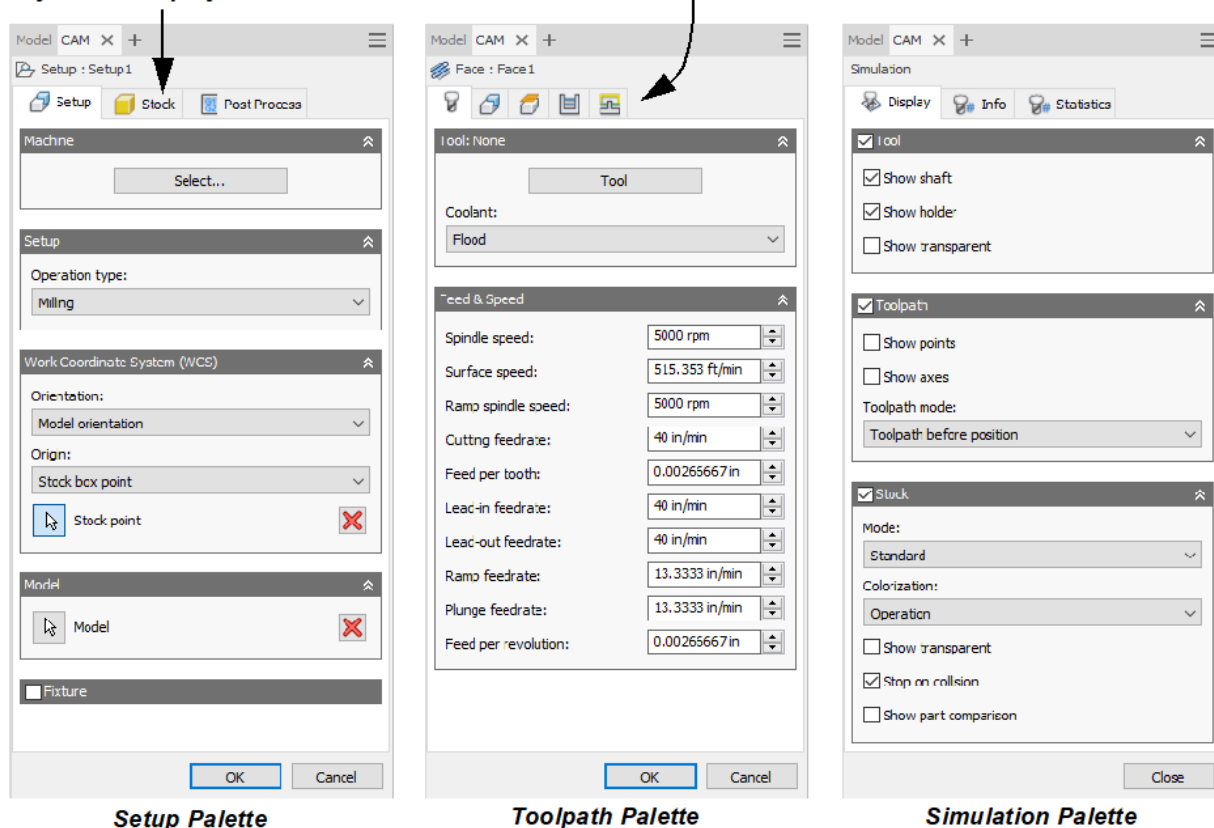 Model CAM
Setup : Setup1
Setup Stock Post Process
Machine
Select...
Setup
Operation type:
Milling
Work Coordinate System (WCS)
Orientation:
Model orientation
Origin:
Stock box point
Stock point
Model
Model
Fixture
OK Cancel
Setup Palette
Model CAM
Face : Face1
Tool: None
Tool
Coolant:
Flood
Feed & Speed
Spindle speed: 5000 rpm
Surface speed: 515.353 ft/min
Ramp spindle speed: 5000 rpm
Cutting feedrate: 40 in/min
Feed per tooth: 0.00266667 in
Lead-in feedrate: 40 in/min
Lead-out feedrate: 40 in/min
Ramp feedrate: 13.3333 in/min
Plunge feedrate: 13.3333 in/min
Feed per revolution: 0.00266667 in
OK Cancel
Toolpath Palette
Model CAM
Simulation
Display Info Statistics
Tool
Show shaft
Show holder
Show transparent
Toolpath
Show points
Show axes
Toolpath mode:
Toolpath before position
Stock
Mode:
Standard
Colorization:
Operation
Show transparent
Stop on collision
Show part comparison
Close
Simulation Palette